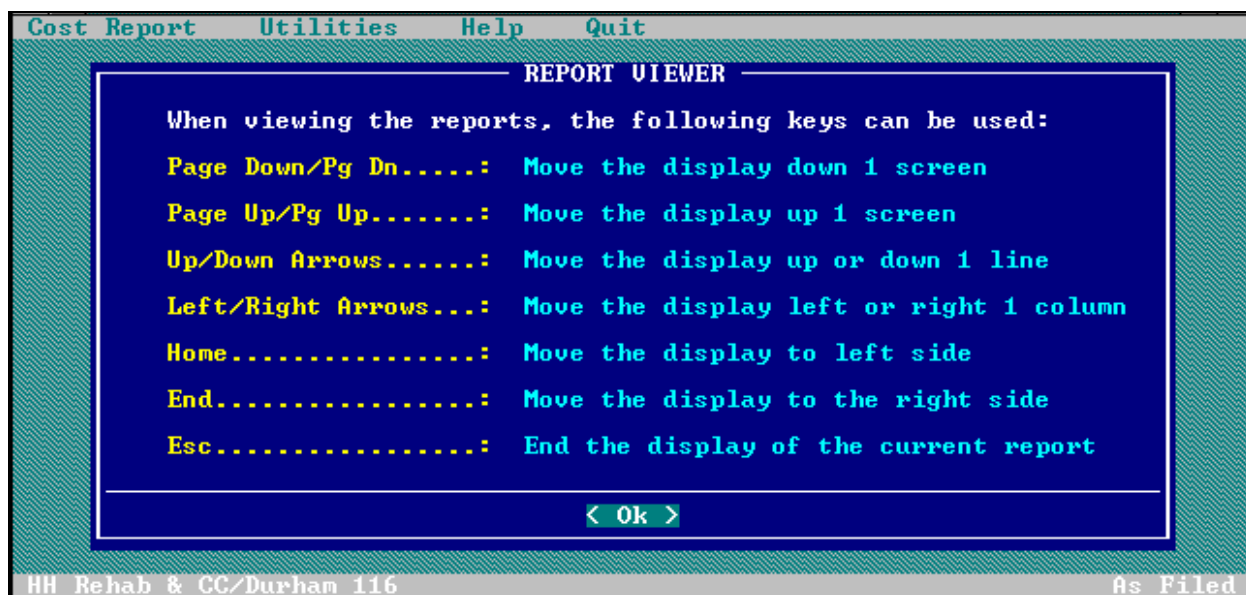 Cost Report Utilities Help Quit
REPORT VIEWER
When viewing the reports, the following keys can be used:
Page Down/Pg Dn.....: Move the display down 1 screen
Page Up/Pg Up.......: Move the display up 1 screen
Up/Down Arrows......: Move the display up or down 1 line
Left/Right Arrows...: Move the display left or right 1 column
Home................: Move the display to left side
End.................: Move the display to the right side
Esc.................: End the display of the current report
< Ok >
HH Rehab & CC/Durham 116 As Filed